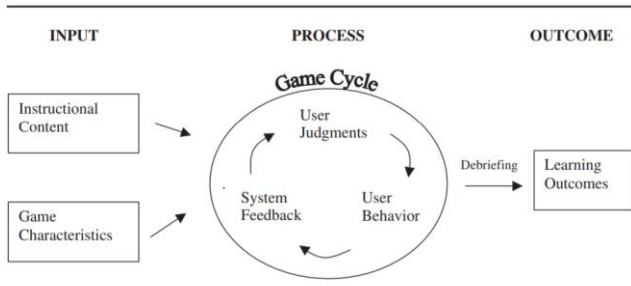 INPUT
PROCESS
OUTCOME
Game Cycle
Instructional
Content
User
Judgments
Debriefing
Learning
Outcomes
System
Feedback
User
Behavior
Game
Characteristics